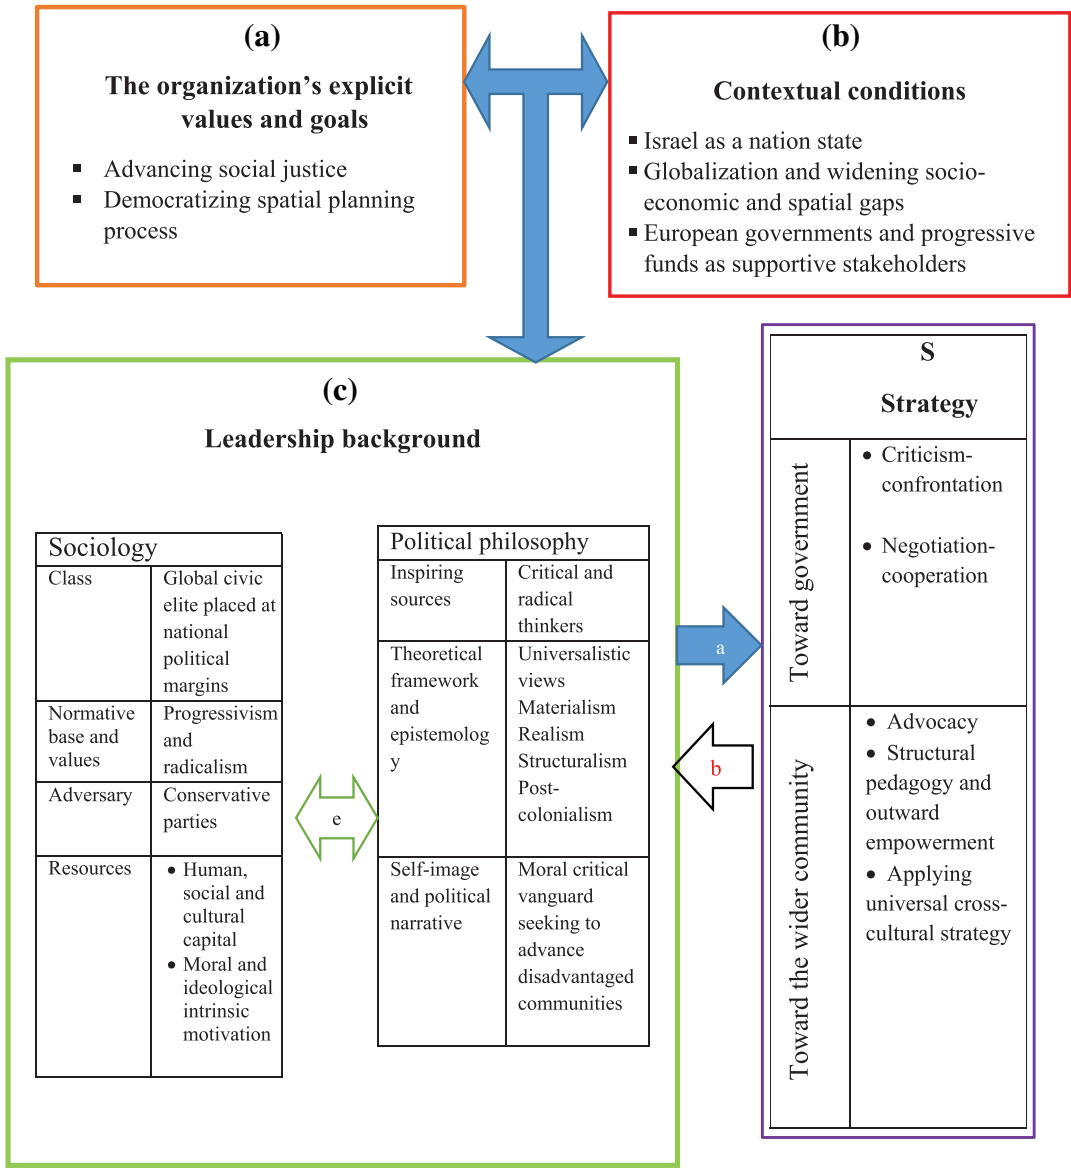 (a)
The organization’s explicit
values and goals
▪ Advancing social justice
▪ Democratizing spatial planning
process
(b)
Contextual conditions
▪ Israel as a nation state
▪ Globalization and widening socio-
economic and spatial gaps
▪ European governments and progressive
funds as supportive stakeholders
(c)
Leadership background
Sociology
Class
Global civic
elite placed at
national
political
margins
Normative
base and
values
Progressivism
and
radicalism
Adversary
Conservative
parties
Resources
• Human,
social and
cultural
capital
• Moral and
ideological
intrinsic
motivation
e
Political philosophy
Inspiring
sources
Critical and
radical
thinkers
Theoretical
framework
and
epistemolog
y
Universalistic
views
Materialism
Realism
Structuralism
Post-
colonialism
Self-image
and political
narrative
Moral critical
vanguard
seeking to
advance
disadvantaged
communities
a
b
S
Strategy
Toward government
• Criticism-
confrontation
• Negotiation-
cooperation
Toward the wider community
• Advocacy
• Structural
pedagogy and
outward
empowerment
• Applying
universal cross-
cultural strategy